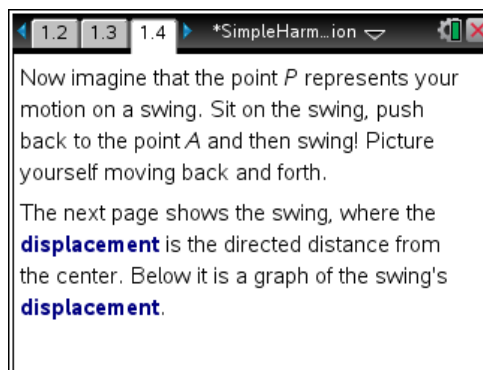 1.2 1.3 1.4 *SimpleHarm...ion
Now imagine that the point P represents your
motion on a swing. Sit on the swing, push
back to the point A and then swing! Picture
yourself moving back and forth.
The next page shows the swing, where the
displacement is the directed distance from
the center. Below it is a graph of the swing's
displacement.